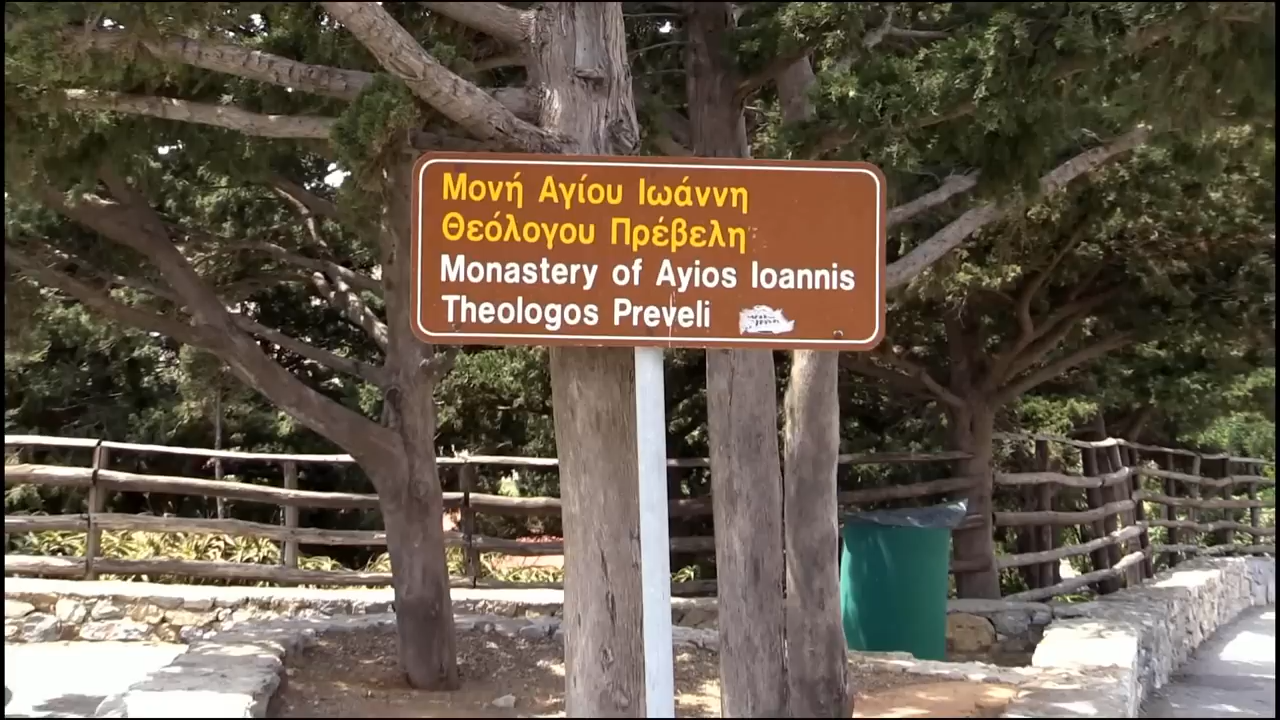 Μονή Αγίου Ιωάννη
Θεόλογου Πρέβελη
Monastery of Ayios Ioannis
Theologos Preveli